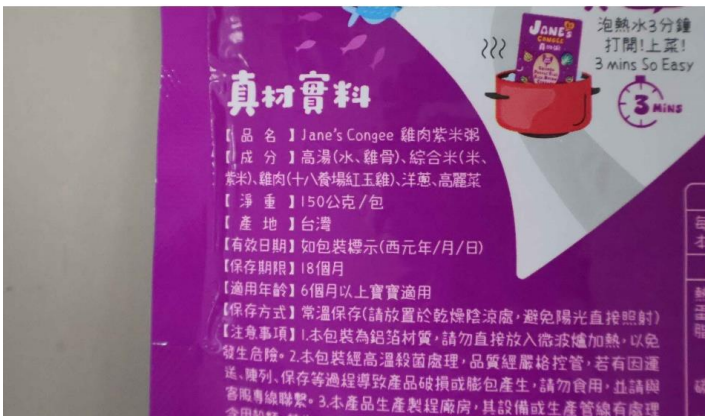 泡熱水3分鐘
打開!上菜!
3 mins So Easy
JANE'S
CONGEE
3 MINS
真材實料
【品名】Jane's Congee 雞肉紫米粥
【成分】高湯(水、雞骨)、綜合米(米、
紫米)、雞肉(十八養場紅玉雞)、洋蔥、高麗菜
【淨重】150公克/包
【產地】台灣
【有效日期】如包裝標示(西元年/月/日)
【保存期限】18個月
【適用年齡】6個月以上寶寶適用
【保存方式】常溫保存(請放置於乾燥陰涼處,避免陽光直接照射)
【注意事項】1.本包裝為鋁箔材質,請勿直接放入微波爐加熱,以免
發生危險。2.本包裝經高溫殺菌處理,品質經嚴格控管,若有因運
送、陳列、保存等過程導致產品破損或膨包產生,請勿食用,並請與
客服專線聯繫。3.本產品生產製程廠房,其設備或生產管線有處理